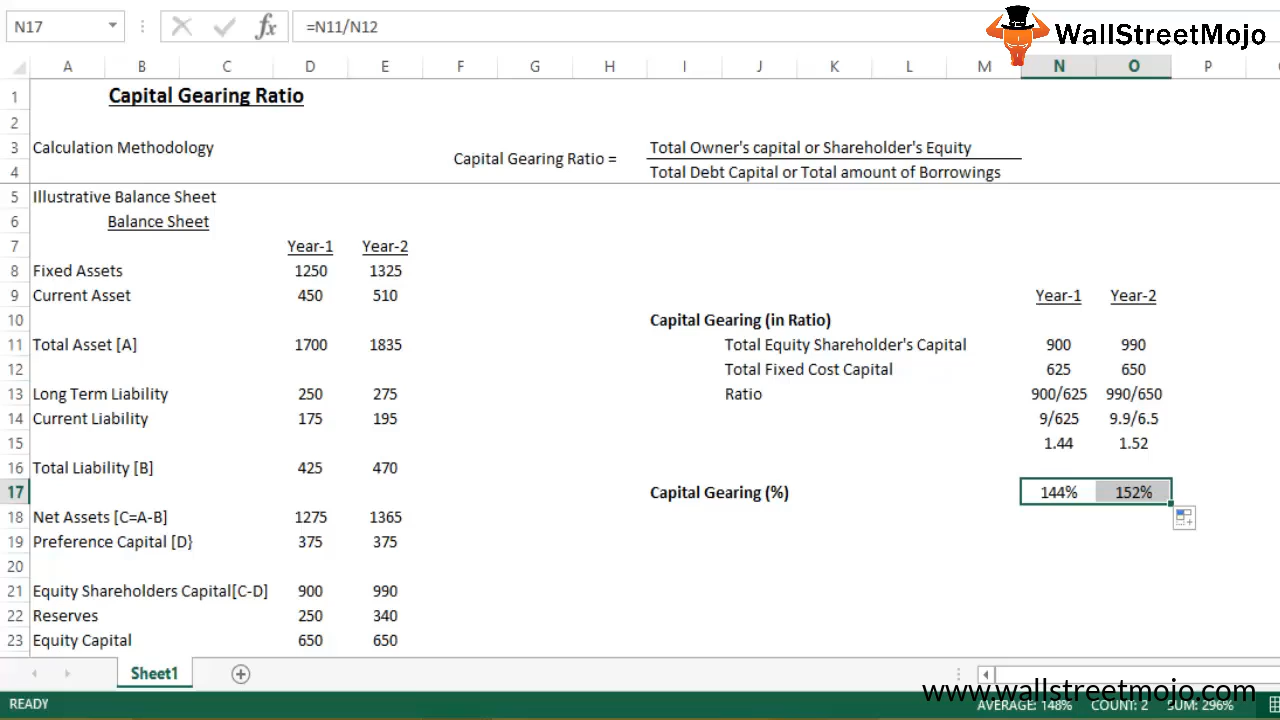 N17 fx =N11/N12
WallStreetMojo
A B C D E F G H I J K L M N O P
1 Capital Gearing Ratio
2
3 Calculation Methodology Total Owner's capital or Shareholder's Equity
Capital Gearing Ratio =
4 Total Debt Capital or Total amount of Borrowings
5 Illustrative Balance Sheet
6 Balance Sheet
7 Year-1 Year-2
8 Fixed Assets 1250 1325
9 Current Asset 450 510 Year-1 Year-2
10 Capital Gearing (in Ratio)
11 Total Asset [A] 1700 1835 Total Equity Shareholder's Capital 900 990
12 Total Fixed Cost Capital 625 650
13 Long Term Liability 250 275 Ratio 900/625 990/650
14 Current Liability 175 195 9/625 9.9/6.5
15 1.44 1.52
16 Total Liability [B] 425 470
17 Capital Gearing (%) 144% 152%
18 Net Assets [C=A-B] 1275 1365
19 Preference Capital [D} 375 375
20
21 Equity Shareholders Capital[C-D] 900 990
22 Reserves 250 340
23 Equity Capital 650 650
Sheet1
www.wallstreetmojo.com
READY AVERAGE: 148% COUNT: 2 SUM: 296%